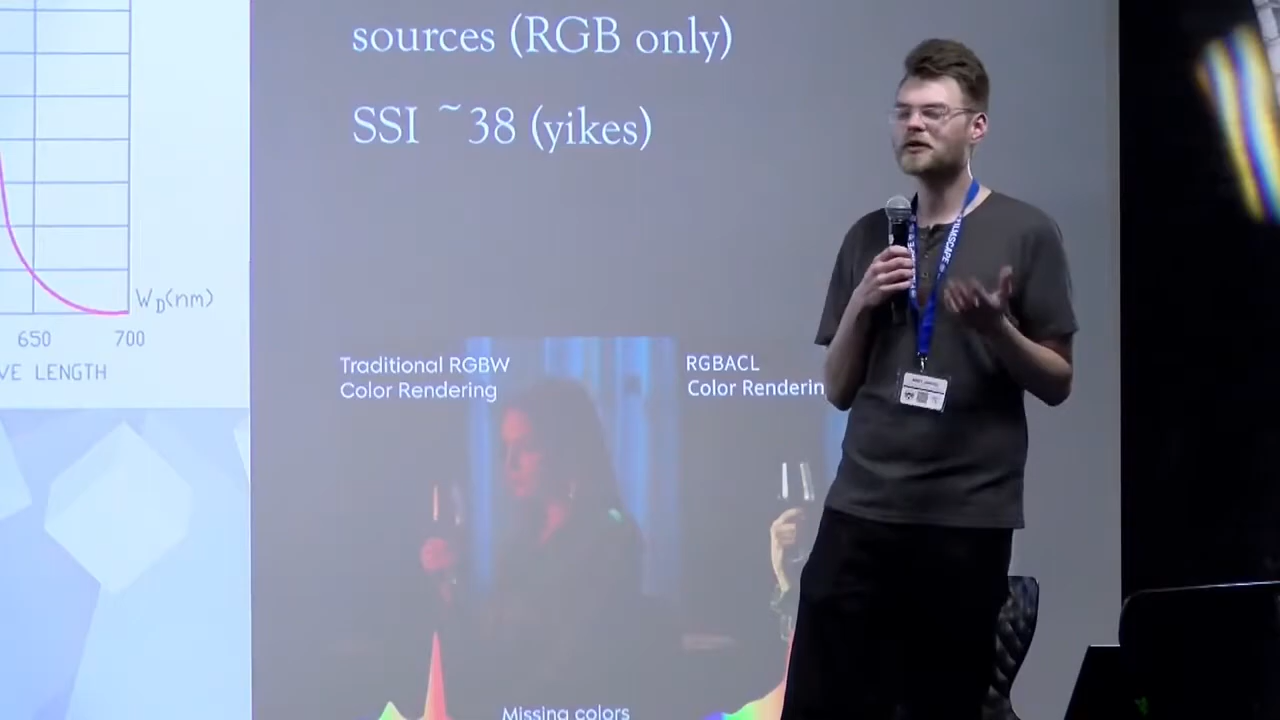 sources (RGB only)
SSI ~38 (yikes)
W_D(nm)
650 700
VE LENGTH
Traditional RGBW
Color Rendering
RGBACL
Color Renderin
FILMSCAPE
Missing colors